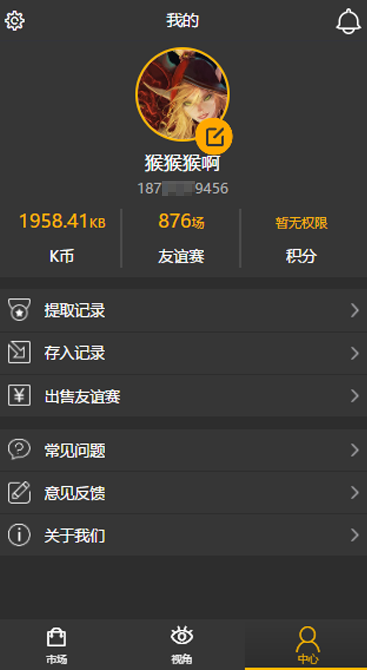 我的
猴猴猴啊
187 9456
1958.41KB 876场 暂无权限
K币 友谊赛 积分
提取记录
存入记录
出售友谊赛
常见问题
意见反馈
关于我们
市场 视角 中心